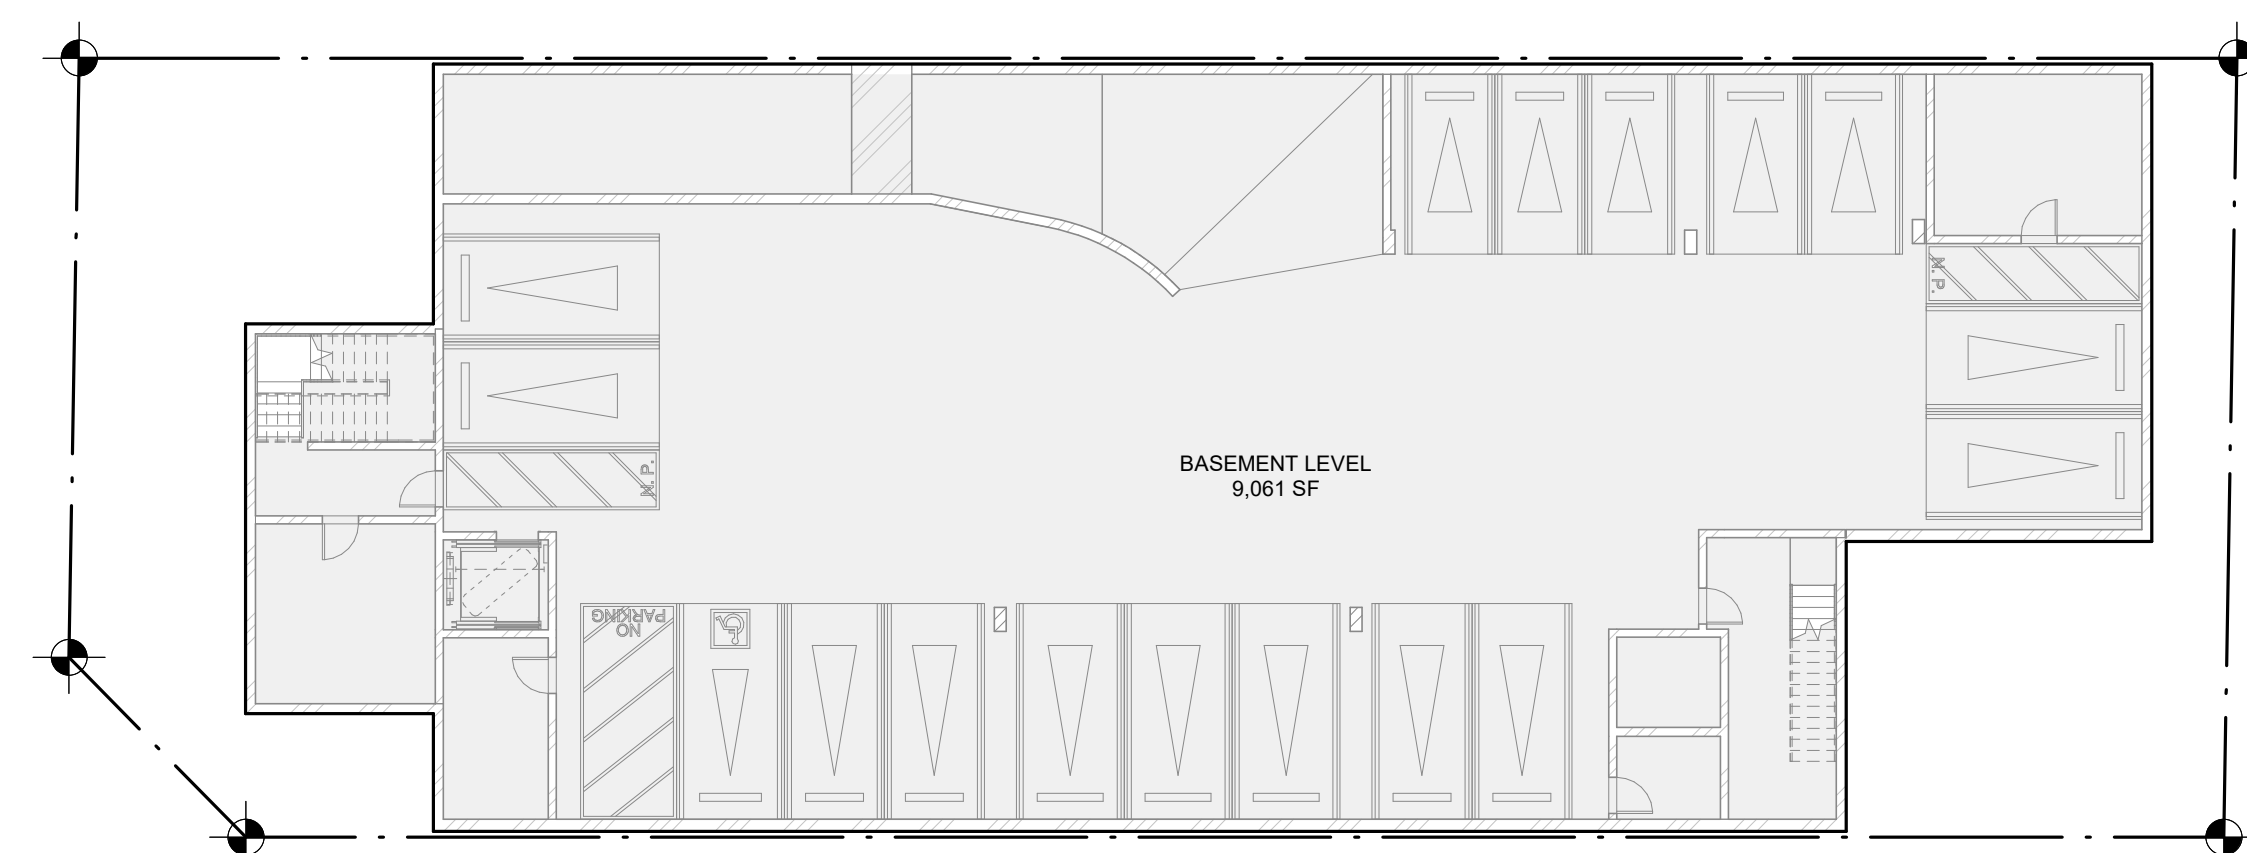 N. P.
BASEMENT LEVEL
9,061 SF
N. P.
NO
PARKING